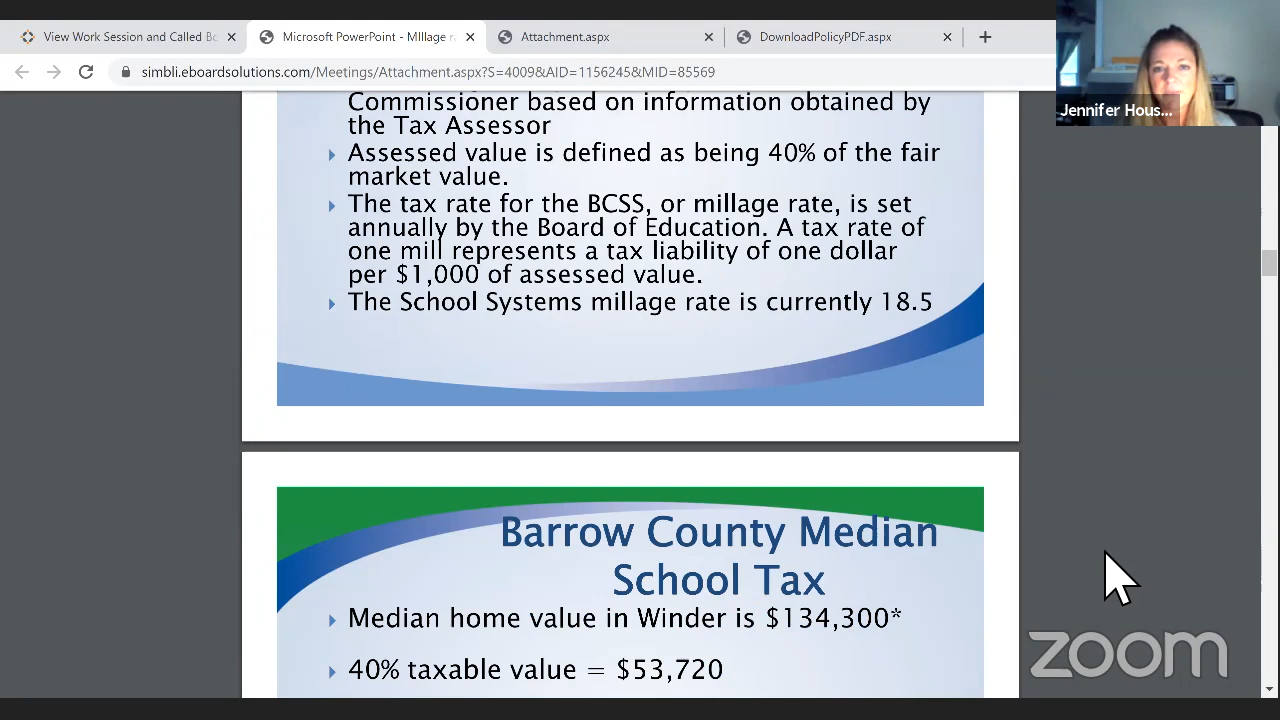 View Work Session and Called Bo
Microsoft PowerPoint - MIllage ra
Attachment.aspx
DownloadPolicyPDF.aspx
simbli.eboardsolutions.com/Meetings/Attachment.aspx?S=4009&AID=1156245&MID=85569
Jennifer Hous...
Commissioner based on information obtained by
the Tax Assessor
Assessed value is defined as being 40% of the fair
market value.
The tax rate for the BCSS, or millage rate, is set
annually by the Board of Education. A tax rate of
one mill represents a tax liability of one dollar
per $1,000 of assessed value.
The School Systems millage rate is currently 18.5
Barrow County Median
School Tax
Median home value in Winder is $134,300*
40% taxable value = $53,720
zoom